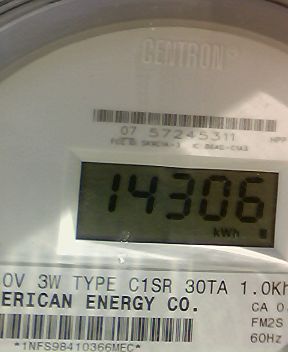 CENTRON®
07 57245311
14306
kWh
0V 3W TYPE C1SR 30TA 1.0Kh
ERICAN ENERGY CO.
CA 0.
FM2S
60Hz
*1NFS98410366MEC*